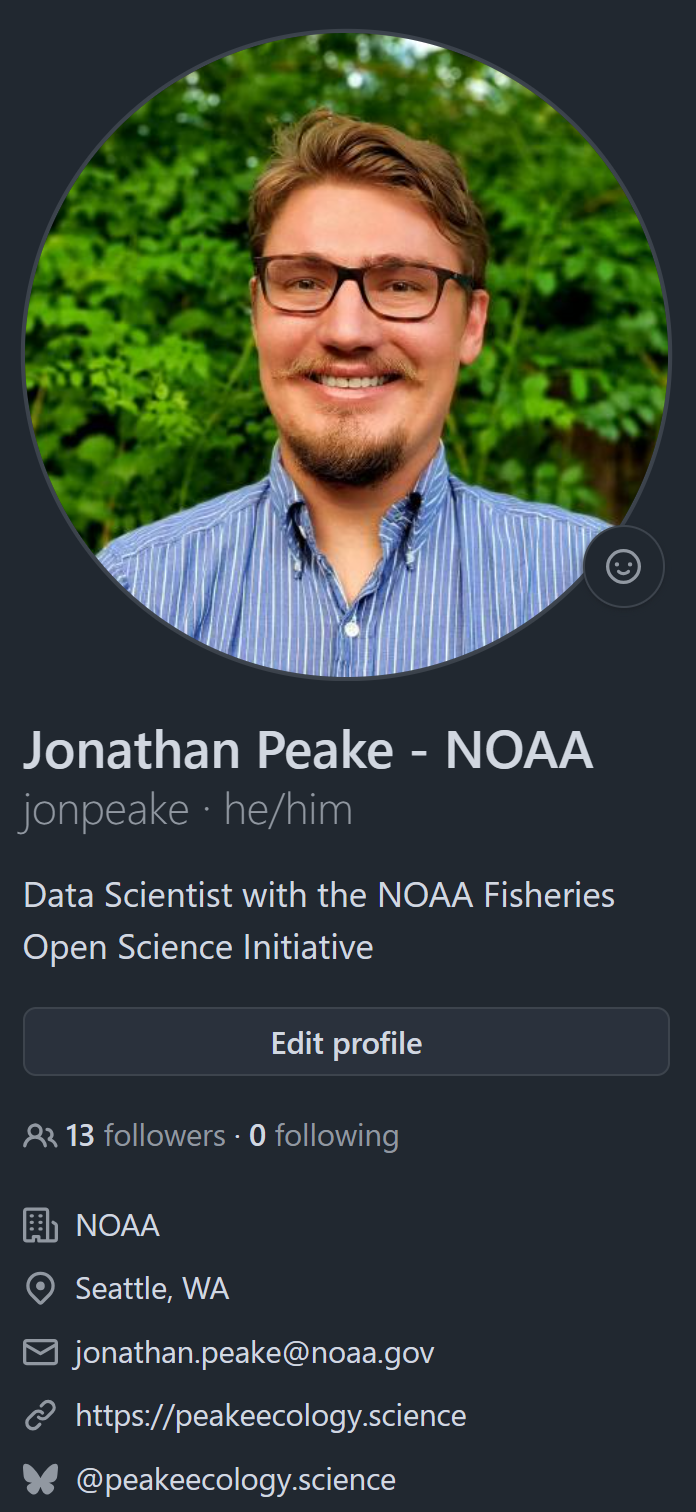 Jonathan Peake - NOAA
jonpeake · he/him
Data Scientist with the NOAA Fisheries
Open Science Initiative
Edit profile
13 followers · 0 following
NOAA
Seattle, WA
jonathan.peake@noaa.gov
https://peakeecology.science
@peakeecology.science